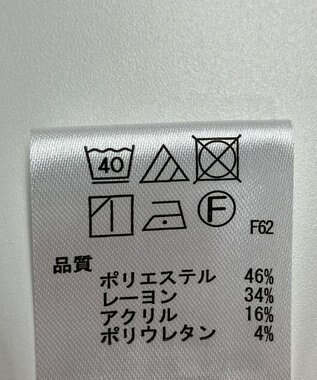 40
F
F62
品質
ポリエステル 46%
レーヨン 34%
アクリル 16%
ポリウレタン 4%